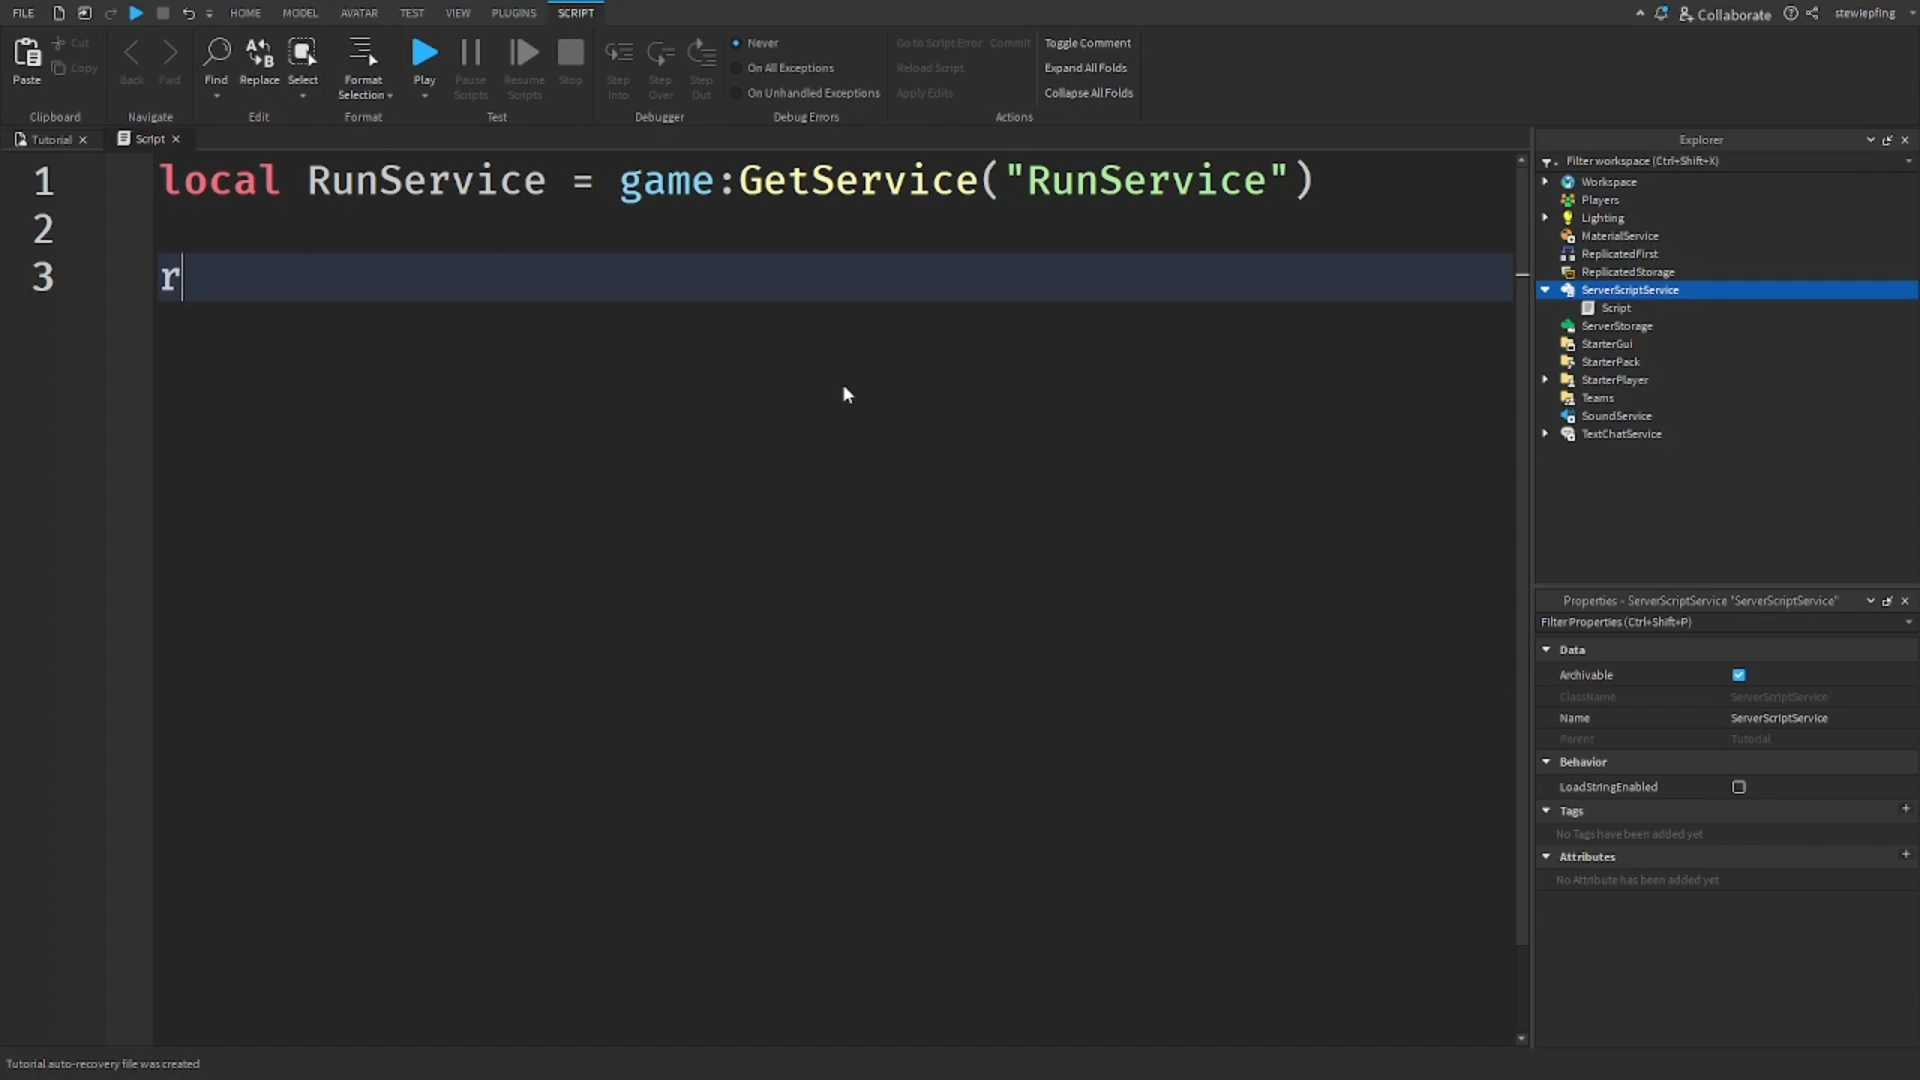 FILE HOME MODEL AVATAR TEST VIEW PLUGINS SCRIPT Collaborate stewiepfing
Paste Cut Copy Back Fwd Find Replace Select Format Selection Play Pause Scripts Resume Scripts Stop Step Into Step Over Step Out
Never
On All Exceptions
On Unhandled Exceptions
Go to Script Error Commit
Reload Script
Apply Edits
Toggle Comment
Expand All Folds
Collapse All Folds
Clipboard Navigate Edit Format Test Debugger Debug Errors Actions
Tutorial Script
1 local RunService = game:GetService("RunService")
2
3 r
Explorer
Filter workspace (Ctrl+Shift+X)
Workspace
Players
Lighting
MaterialService
ReplicatedFirst
ReplicatedStorage
ServerScriptService
Script
ServerStorage
StarterGui
StarterPack
StarterPlayer
Teams
SoundService
TextChatService
Properties - ServerScriptService "ServerScriptService"
Filter Properties (Ctrl+Shift+P)
Data
Archivable
ClassName ServerScriptService
Name ServerScriptService
Parent Tutorial
Behavior
LoadStringEnabled
Tags
No Tags have been added yet
Attributes
No Attribute has been added yet
Tutorial auto-recovery file was created